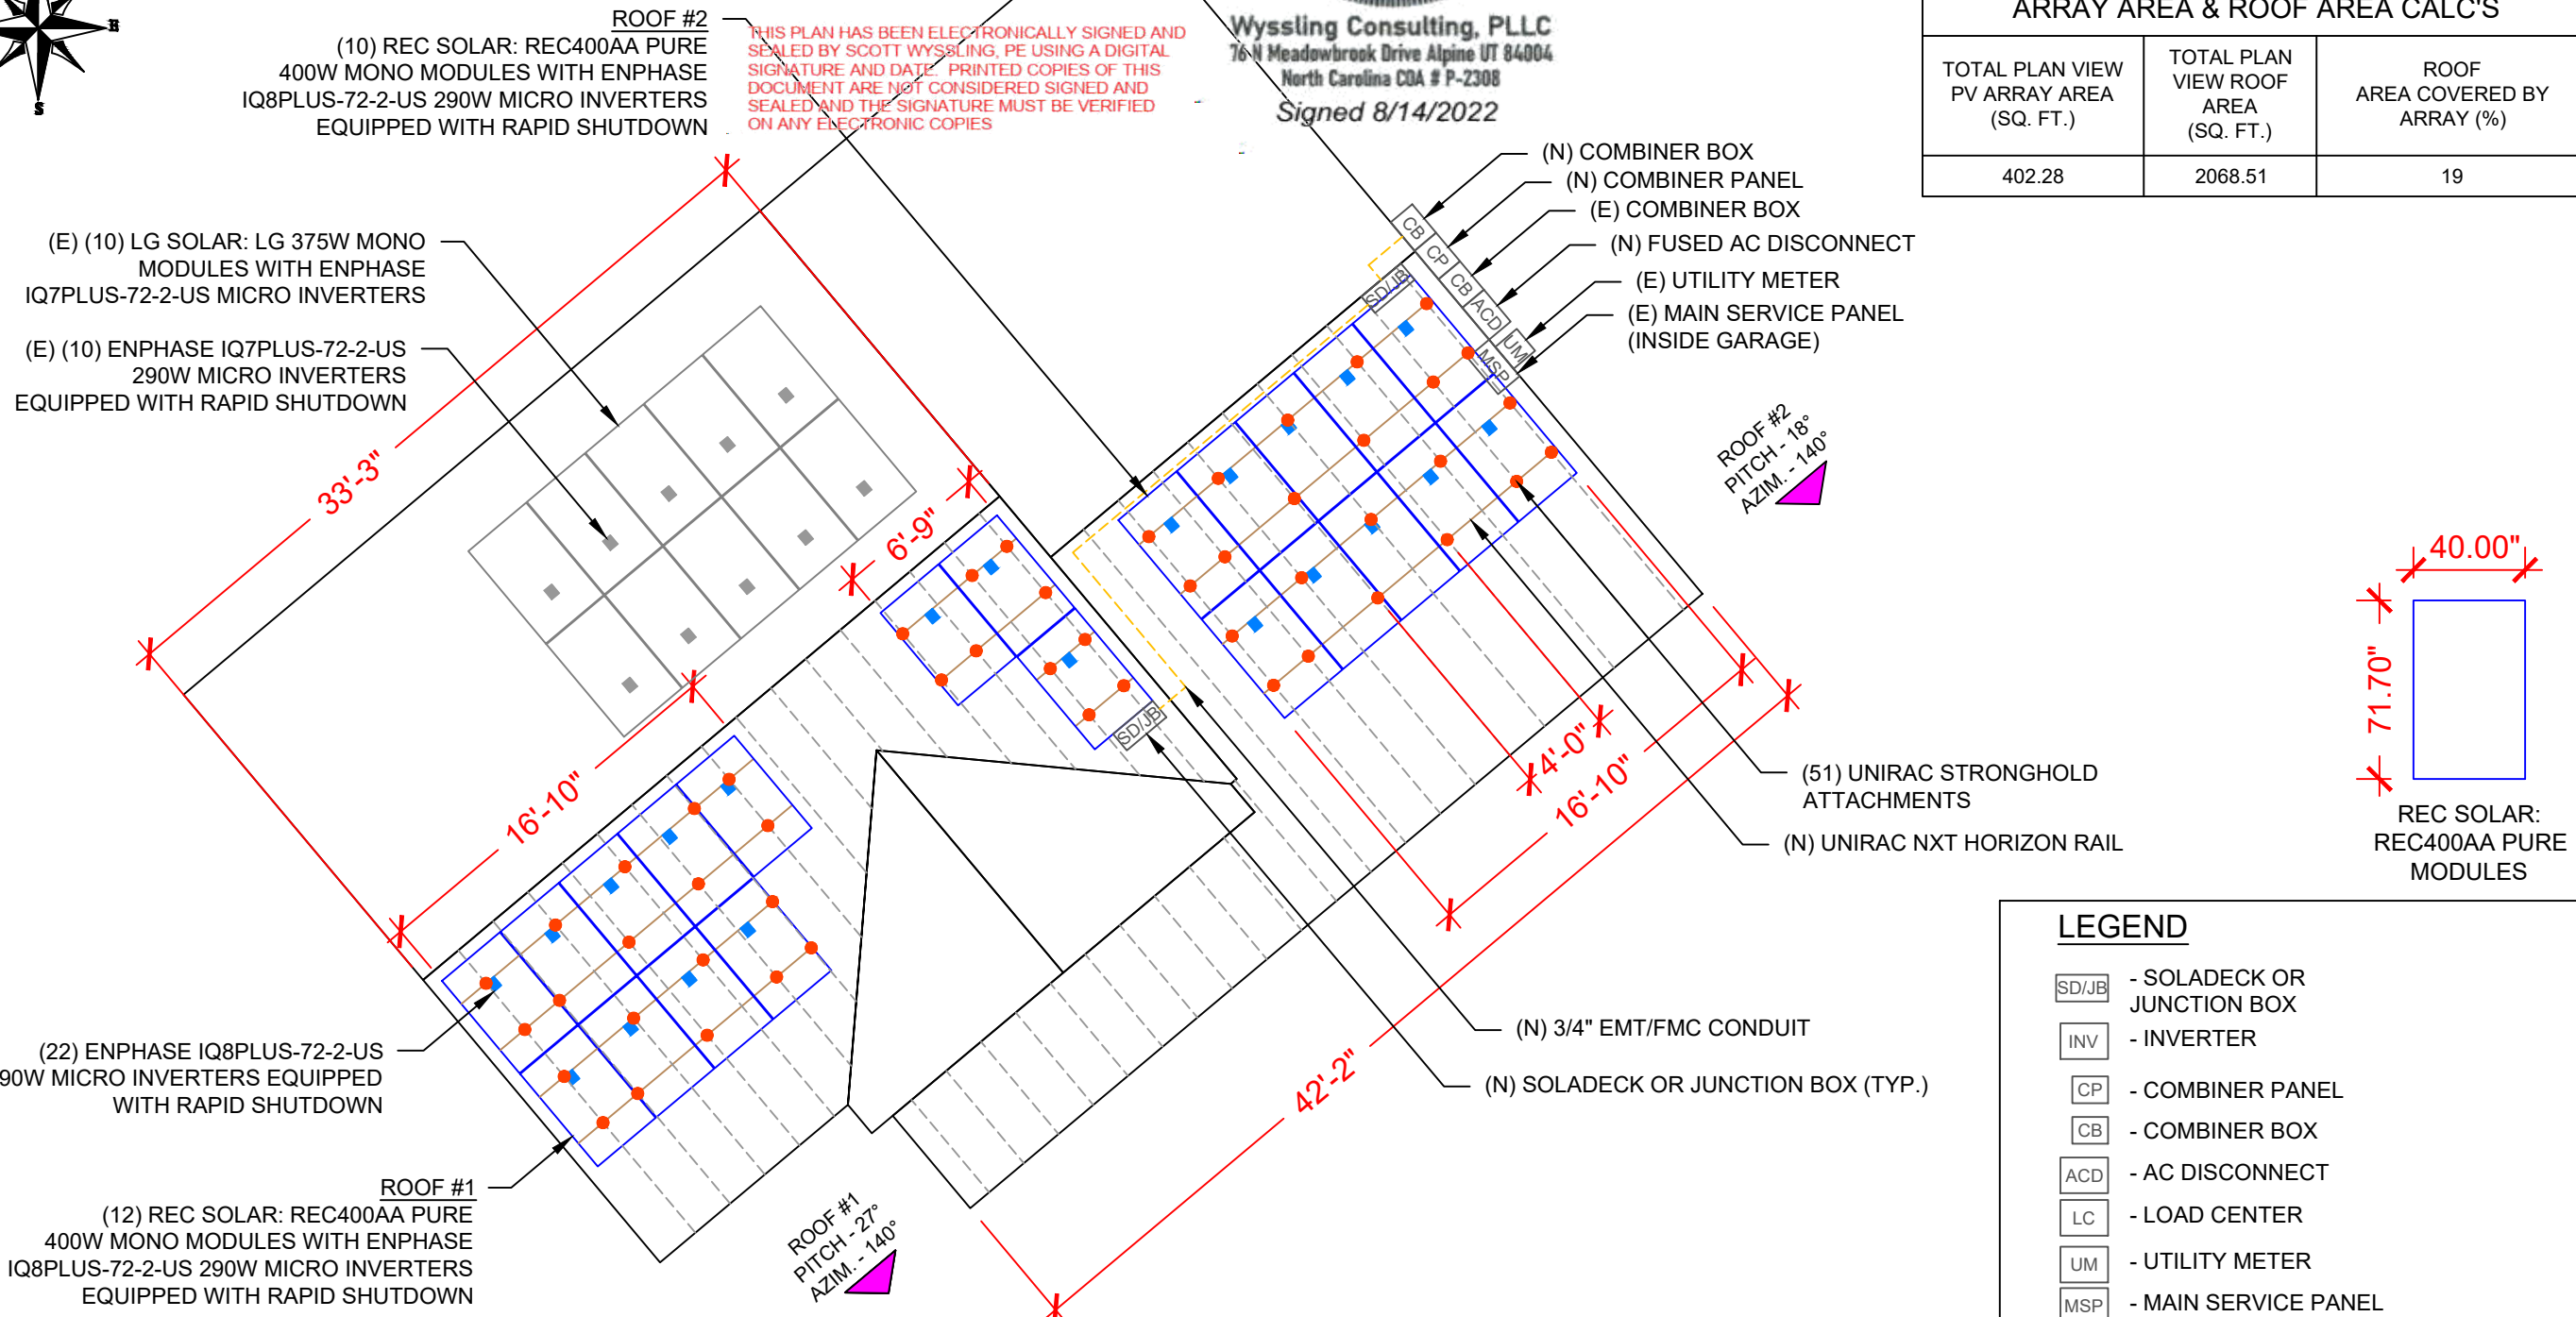 S
ROOF #2
(10) REC SOLAR: REC400AA PURE
400W MONO MODULES WITH ENPHASE
IQ8PLUS-72-2-US 290W MICRO INVERTERS
EQUIPPED WITH RAPID SHUTDOWN
THIS PLAN HAS BEEN ELECTRONICALLY SIGNED AND
SEALED BY SCOTT WYSSLING, PE USING A DIGITAL
SIGNATURE AND DATE. PRINTED COPIES OF THIS
DOCUMENT ARE NOT CONSIDERED SIGNED AND
SEALED AND THE SIGNATURE MUST BE VERIFIED
ON ANY ELECTRONIC COPIES
Wyssling Consulting, PLLC
76 N Meadowbrook Drive Alpine UT 84004
North Carolina COA # P-2308
Signed 8/14/2022
ARRAY AREA & ROOF AREA CALC'S
TOTAL PLAN VIEW
PV ARRAY AREA
(SQ. FT.)
TOTAL PLAN
VIEW ROOF
AREA
(SQ. FT.)
ROOF
AREA COVERED BY
ARRAY (%)
402.28
2068.51
19
(N) COMBINER BOX
(N) COMBINER PANEL
(E) COMBINER BOX
(N) FUSED AC DISCONNECT
(E) UTILITY METER
(E) MAIN SERVICE PANEL
(INSIDE GARAGE)
CB
CP
CB
ACD
UM
MSP
SD/JB
(E) (10) LG SOLAR: LG 375W MONO
MODULES WITH ENPHASE
IQ7PLUS-72-2-US MICRO INVERTERS
(E) (10) ENPHASE IQ7PLUS-72-2-US
290W MICRO INVERTERS
EQUIPPED WITH RAPID SHUTDOWN
33'-3"
6'-9"
16'-10"
ROOF #2
PITCH - 18°
AZIM. - 140°
40.00"
71.70"
REC SOLAR:
REC400AA PURE
MODULES
SD/JB
4'-0"
16'-10"
42'-2"
(51) UNIRAC STRONGHOLD
ATTACHMENTS
(N) UNIRAC NXT HORIZON RAIL
(N) 3/4" EMT/FMC CONDUIT
(N) SOLADECK OR JUNCTION BOX (TYP.)
(22) ENPHASE IQ8PLUS-72-2-US
90W MICRO INVERTERS EQUIPPED
WITH RAPID SHUTDOWN
ROOF #1
(12) REC SOLAR: REC400AA PURE
400W MONO MODULES WITH ENPHASE
IQ8PLUS-72-2-US 290W MICRO INVERTERS
EQUIPPED WITH RAPID SHUTDOWN
ROOF #1
PITCH - 27°
AZIM. - 140°
LEGEND
SD/JB - SOLADECK OR
JUNCTION BOX
INV - INVERTER
CP - COMBINER PANEL
CB - COMBINER BOX
ACD - AC DISCONNECT
LC - LOAD CENTER
UM - UTILITY METER
MSP - MAIN SERVICE PANEL